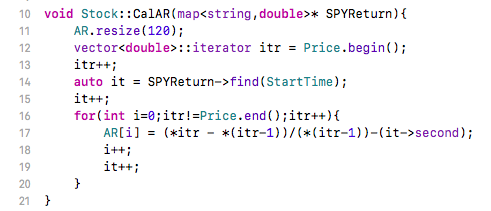 10 void Stock::CalAR(map<string,double>* SPYReturn){
11     AR.resize(120);
12     vector<double>::iterator itr = Price.begin();
13     itr++;
14     auto it = SPYReturn->find(StartTime);
15     it++;
16     for(int i=0;itr!=Price.end();itr++){
17         AR[i] = (*itr - *(itr-1))/(*(itr-1))-(it->second);
18         i++;
19         it++;
20     }
21 }